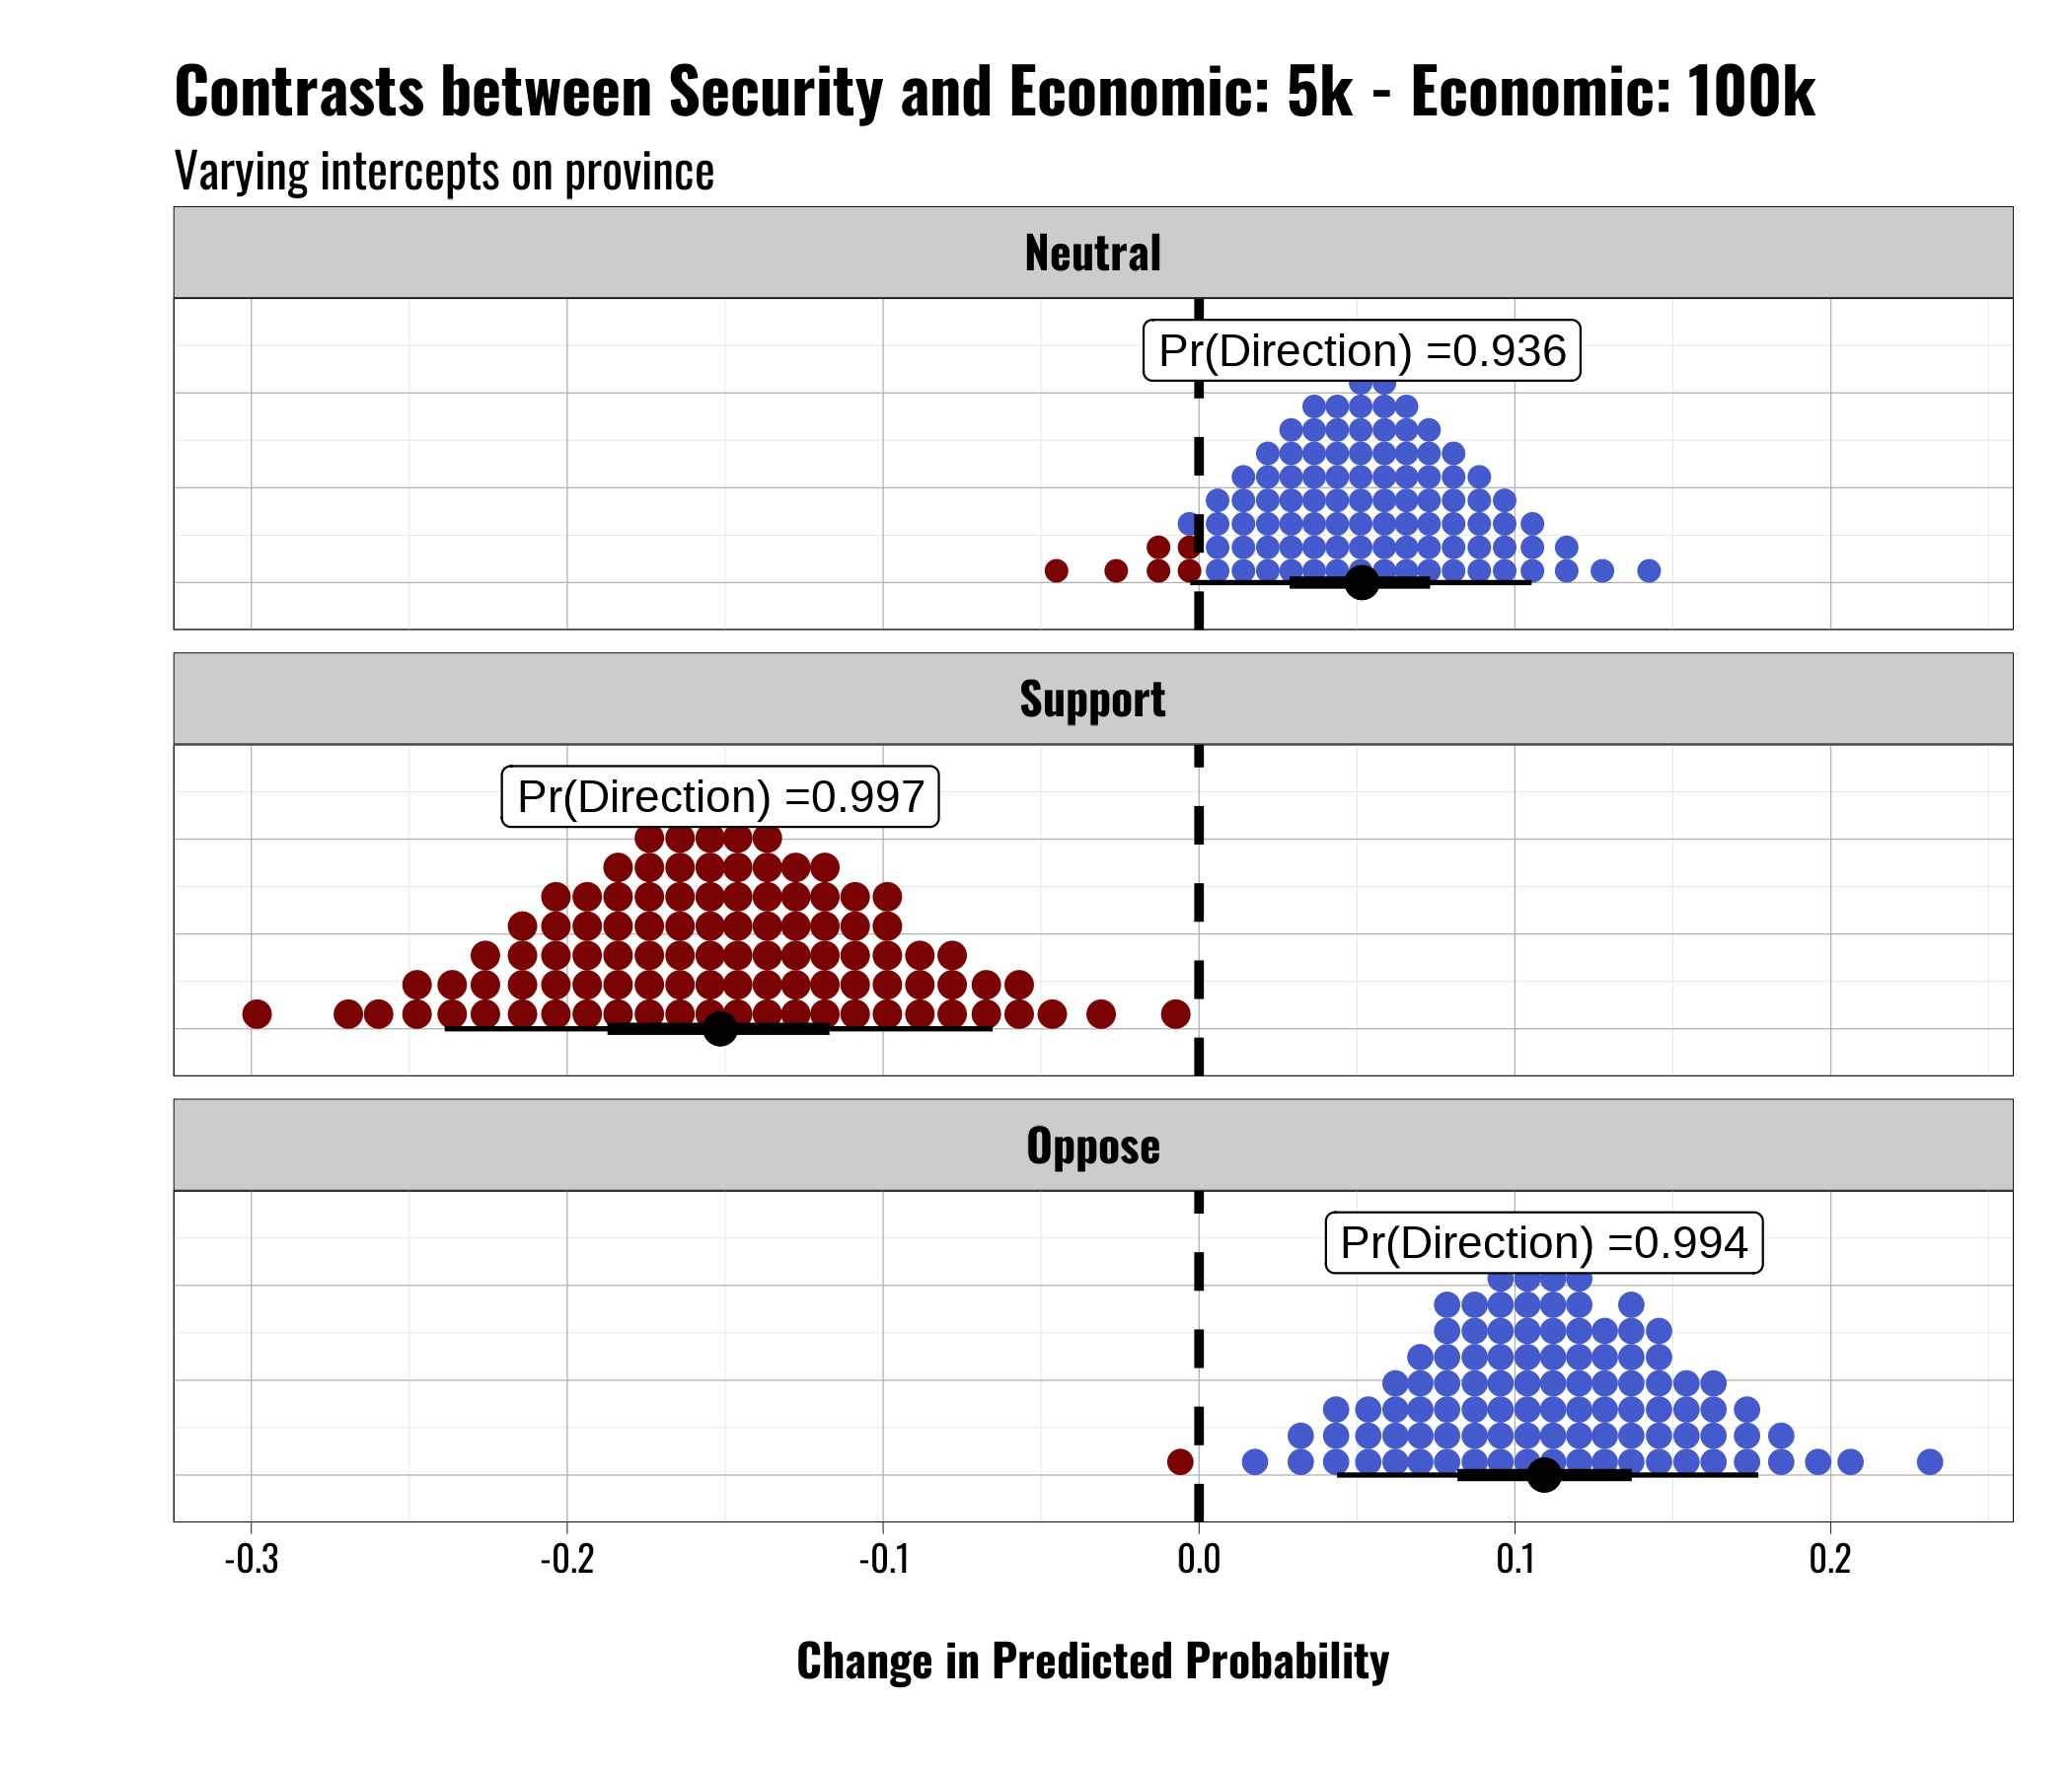 Contrasts between Security and Economic: 5k - Economic: 100k
Varying intercepts on province
Neutral
Pr(Direction) =0.936
Support
Pr(Direction) =0.997
Oppose
Pr(Direction) =0.994
-0.3 -0.2 -0.1 0.0 0.1 0.2
Change in Predicted Probability